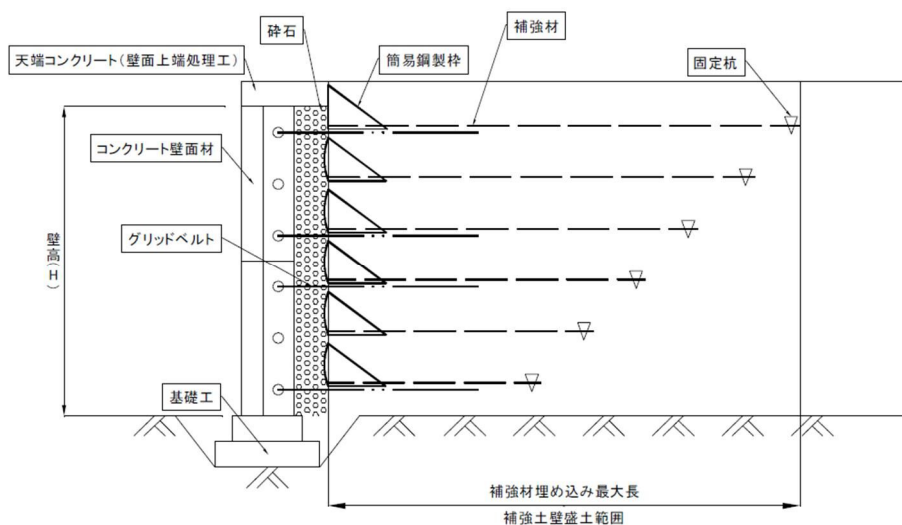 砕石
補強材
天端コンクリート(壁面上端処理工)
簡易鋼製枠
固定杭
コンクリート壁面材
グリッドベルト
壁高(H)
基礎工
補強材埋め込み最大長
補強土壁盛土範囲